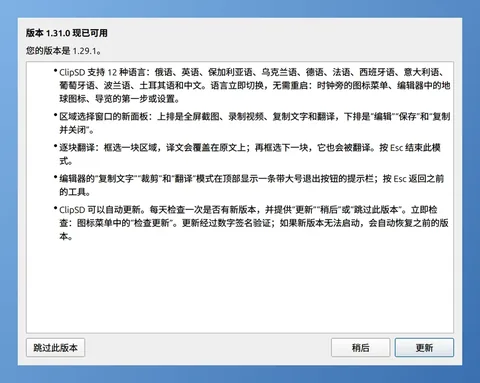 版本 1.31.0 现已可用
您的版本是 1.29.1。
• ClipSD 支持 12 种语言：俄语、英语、保加利亚语、乌克兰语、德语、法语、西班牙语、意大利语、
葡萄牙语、波兰语、土耳其语和中文。语言立即切换，无需重启：时钟旁的图标菜单、编辑器中的地
球图标、导览的第一步或设置。
• 区域选择窗口的新面板：上排是全屏截图、录制视频、复制文字和翻译，下排是“编辑”“保存”和“复制
并关闭”。
• 逐块翻译：框选一块区域，译文会覆盖在原文上；再框选下一块，它也会被翻译。按 Esc 结束此模
式。
• 编辑器的“复制文字”“裁剪”和“翻译”模式在顶部显示一条带大号退出按钮的提示栏；按 Esc 返回之前
的工具。
• ClipSD 可以自动更新。每天检查一次是否有新版本，并提供“更新”“稍后”或“跳过此版本”。立即检
查：图标菜单中的“检查更新”。更新经过数字签名验证；如果新版本无法启动，会自动恢复之前的版
本。
跳过此版本 稍后 更新